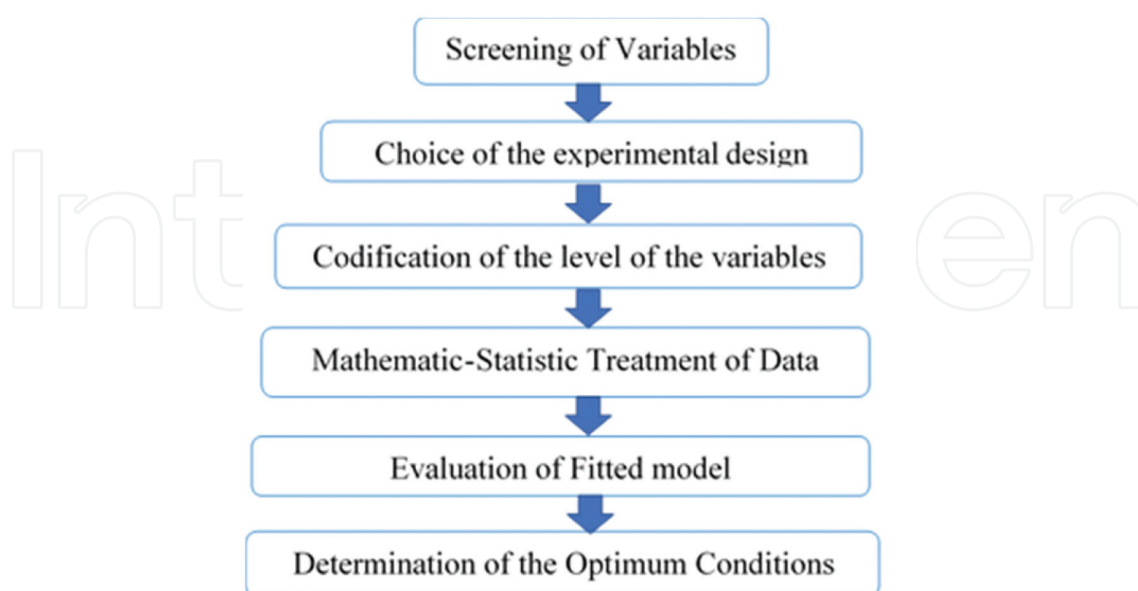 Screening of Variables
Choice of the experimental design
Codification of the level of the variables
Mathematic-Statistic Treatment of Data
Evaluation of Fitted model
Determination of the Optimum Conditions